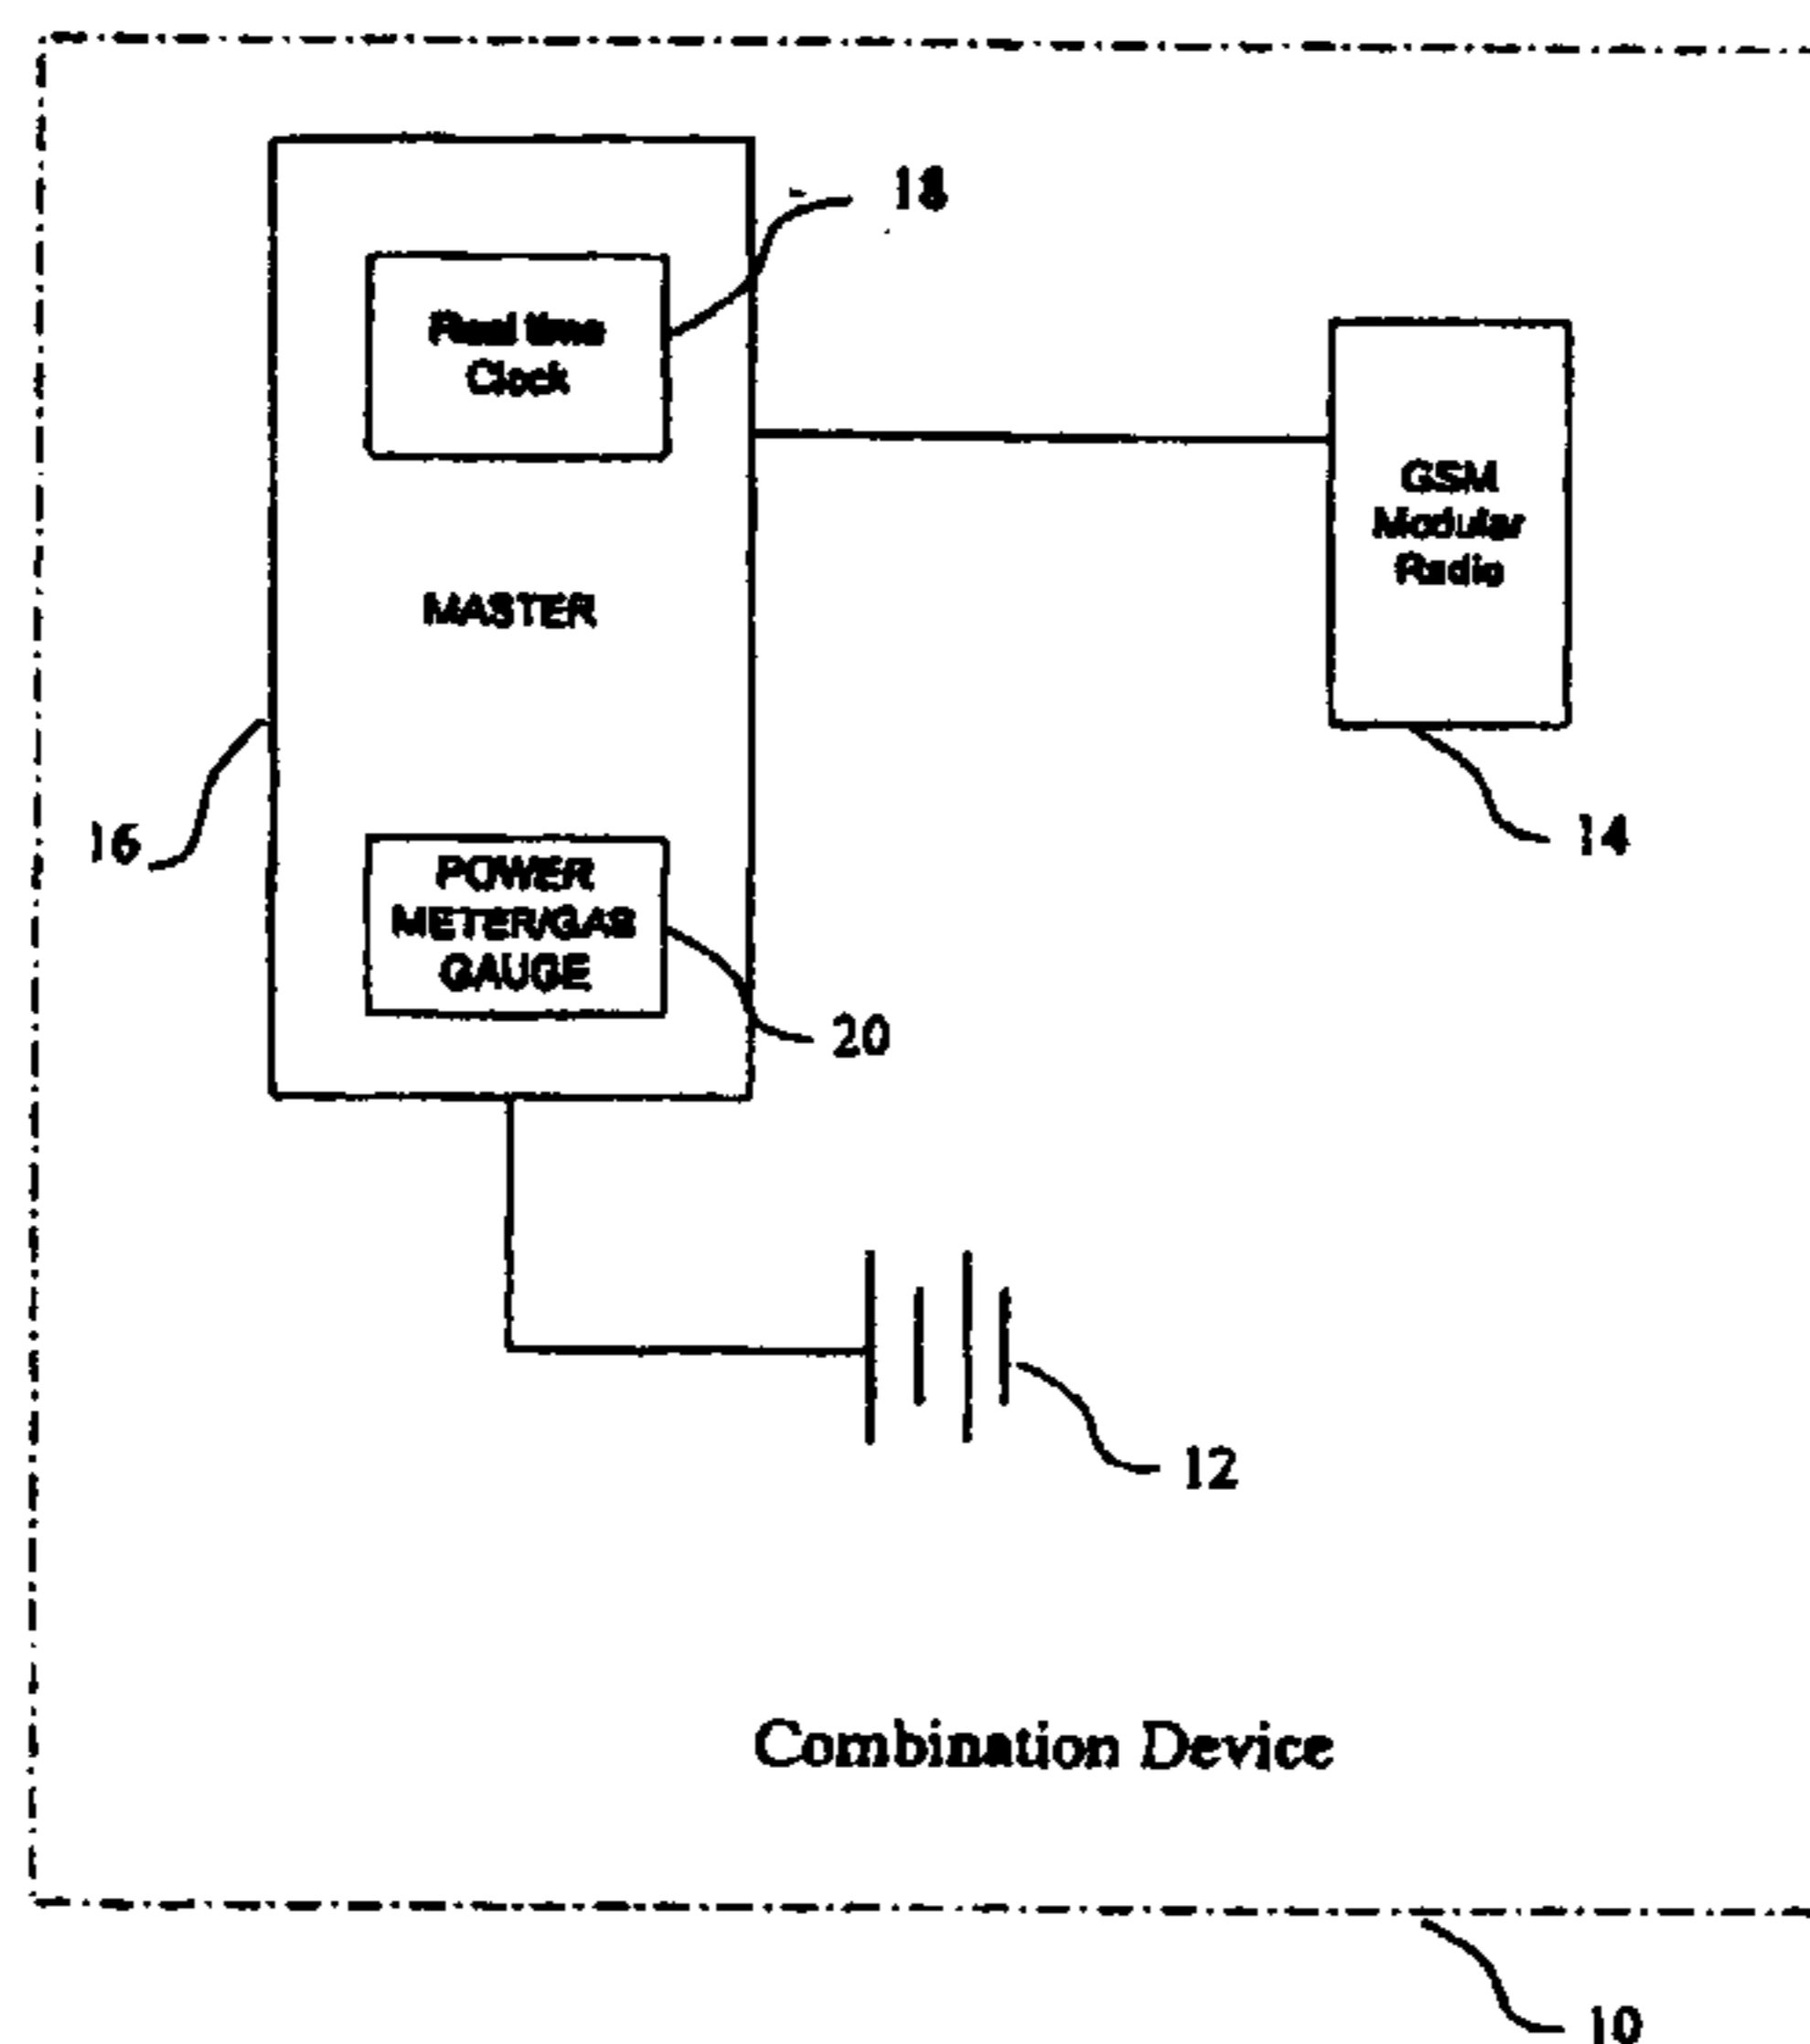 18
Real time
Clock
GSM
Modular
Radio
MASTER
16
14
POWER
METER/GAS
GAUGE
20
12
Combination Device
10